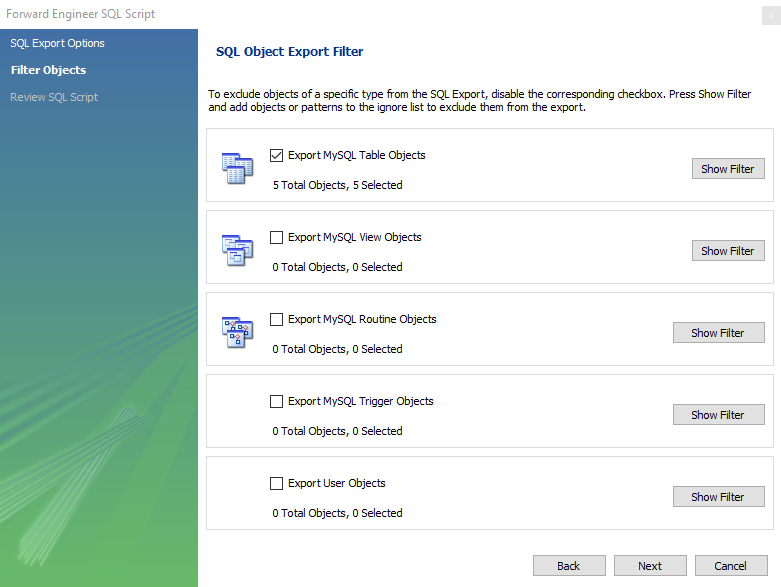 Forward Engineer SQL Script
SQL Export Options
Filter Objects
Review SQL Script
SQL Object Export Filter
To exclude objects of a specific type from the SQL Export, disable the corresponding checkbox. Press Show Filter
and add objects or patterns to the ignore list to exclude them from the export.
Export MySQL Table Objects
5 Total Objects, 5 Selected
Show Filter
Export MySQL View Objects
0 Total Objects, 0 Selected
Show Filter
Export MySQL Routine Objects
0 Total Objects, 0 Selected
Show Filter
Export MySQL Trigger Objects
0 Total Objects, 0 Selected
Show Filter
Export User Objects
0 Total Objects, 0 Selected
Show Filter
Back Next Cancel